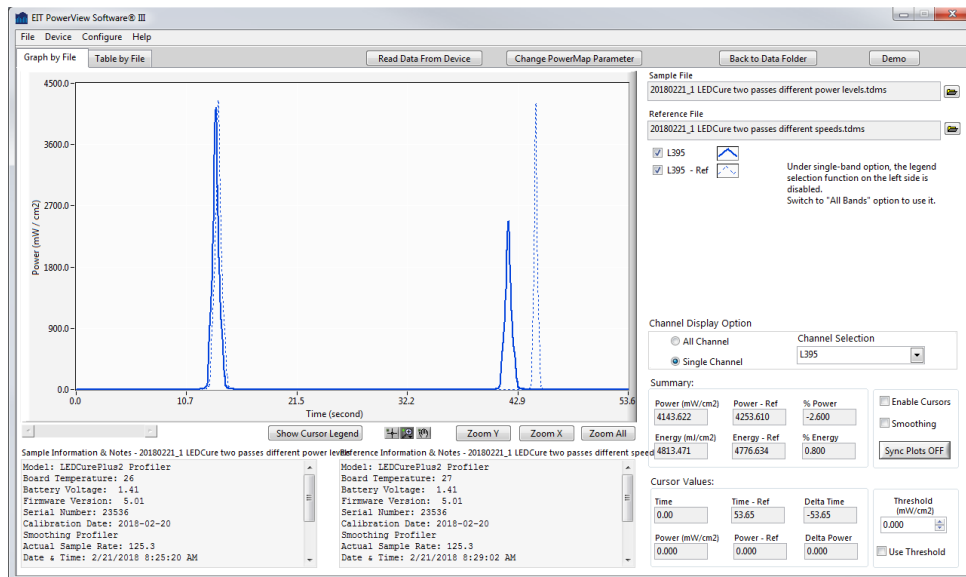 EIT PowerView Software® III
File Device Configure Help
Graph by File Table by File Read Data From Device Change PowerMap Parameter Back to Data Folder Demo
Sample File
20180221_1 LEDCure two passes different power levels.tdms
Reference File
20180221_1 LEDCure two passes different speeds.tdms
L395
L395 - Ref
Under single-band option, the legend
selection function on the left side is
disabled.
Switch to "All Bands" option to use it.
4500.0
3600.0
2700.0
1800.0
900.0
0.0
Power (mW / cm2)
0.0 10.7 21.5 32.2 42.9 53.6
Time (second)
Show Cursor Legend Zoom Y Zoom X Zoom All
Channel Display Option
All Channel
Single Channel
Channel Selection
L395
Summary:
Power (mW/cm2) Power - Ref % Power
4143.622 4253.610 -2.600
Energy (mJ/cm2) Energy - Ref % Energy
4813.471 4776.634 0.800
Enable Cursors
Smoothing
Sync Plots OFF
Cursor Values:
Time Time - Ref Delta Time
0.00 53.65 -53.65
Power (mW/cm2) Power - Ref Delta Power
0.000 0.000 0.000
Threshold
(mW/cm2)
0.000
Use Threshold
Sample Information & Notes - 20180221_1 LEDCure two passes different power levels
Model: LEDCurePlus2 Profiler
Board Temperature: 26
Battery Voltage: 1.41
Firmware Version: 5.01
Serial Number: 23536
Calibration Date: 2018-02-20
Smoothing Profiler
Actual Sample Rate: 125.3
Date & Time: 2/21/2018 8:25:20 AM
Reference Information & Notes - 20180221_1 LEDCure two passes different speed
Model: LEDCurePlus2 Profiler
Board Temperature: 27
Battery Voltage: 1.41
Firmware Version: 5.01
Serial Number: 23536
Calibration Date: 2018-02-20
Smoothing Profiler
Actual Sample Rate: 125.3
Date & Time: 2/21/2018 8:29:02 AM